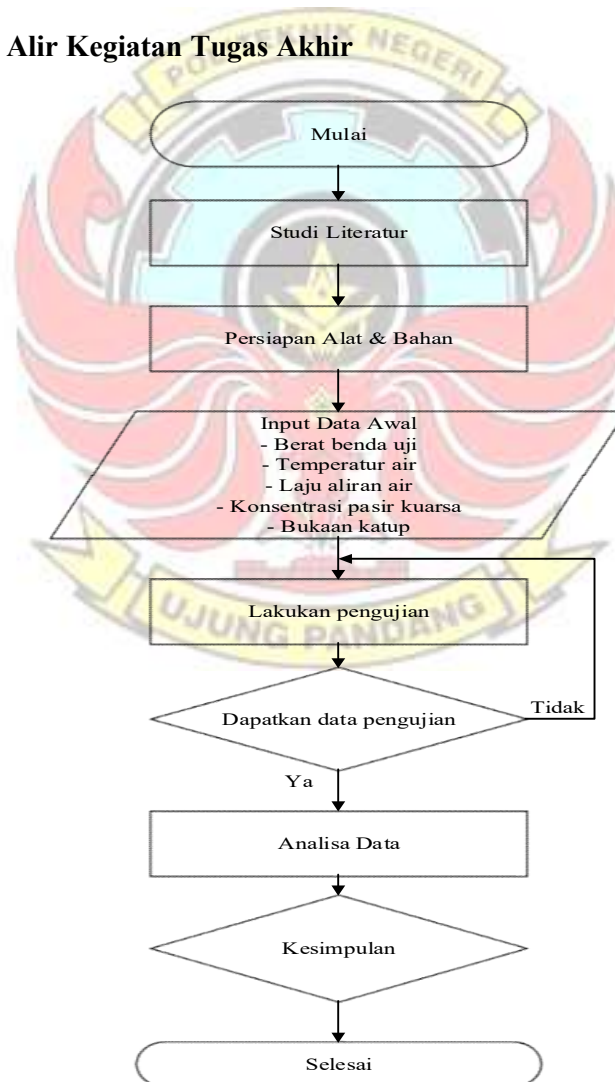 Alir Kegiatan Tugas Akhir
POLITEKNIK NEGERI
Mulai
Studi Literatur
Persiapan Alat & Bahan
Input Data Awal
- Berat benda uji
- Temperatur air
- Laju aliran air
- Konsentrasi pasir kuarsa
- Bukaan katup
Lakukan pengujian
UJUNG PANDANG
Dapatkan data pengujian
Tidak
Ya
Analisa Data
Kesimpulan
Selesai